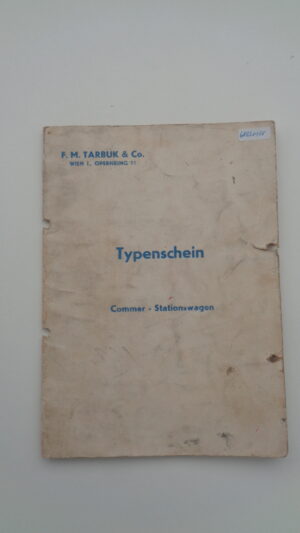 F. M. TARBUK & Co.
WIEN I., OPERNRING 11
Typenschein
Commer - Stationswagen